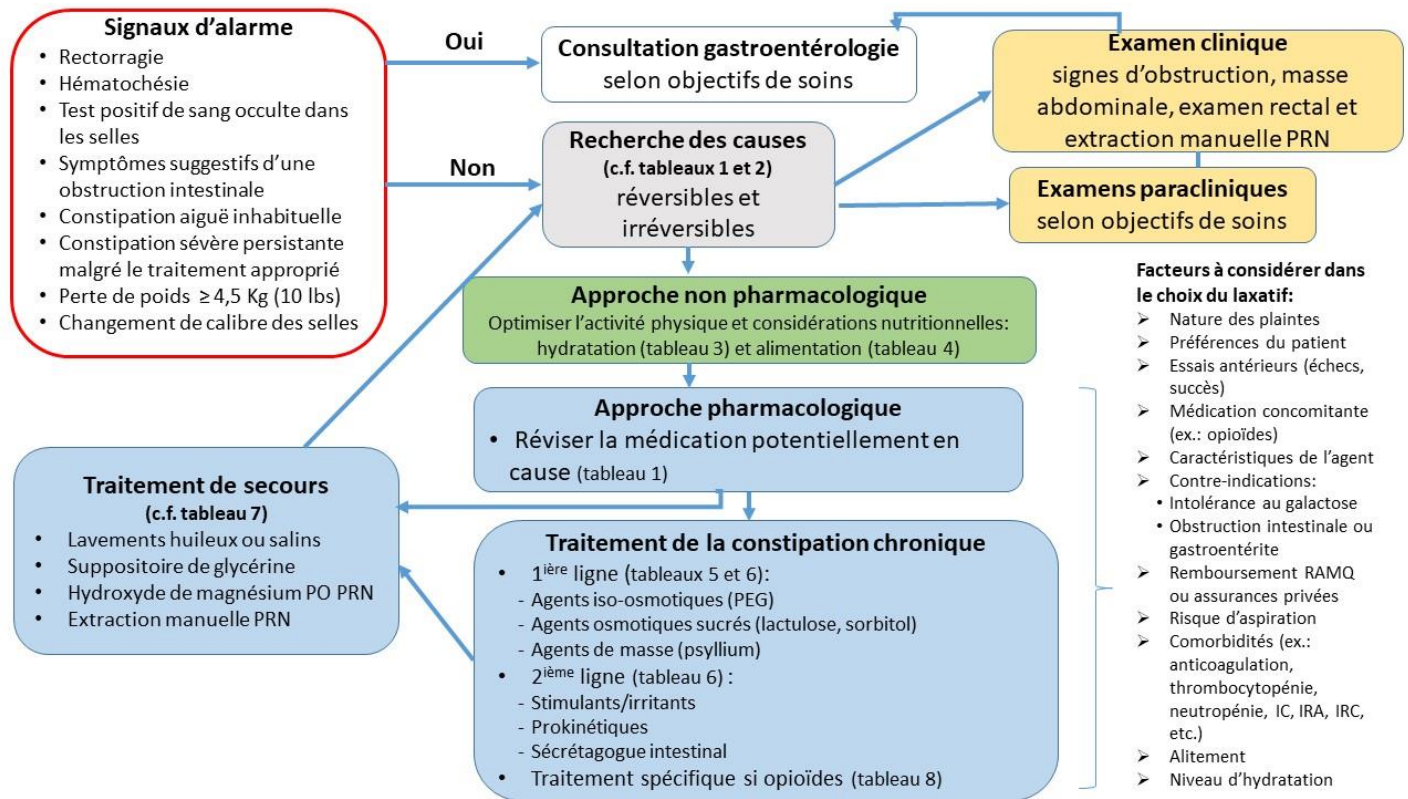 Signaux d’alarme
• Rectorragie
• Hématochésie
• Test positif de sang occulte dans
les selles
• Symptômes suggestifs d’une
obstruction intestinale
• Constipation aiguë inhabituelle
• Constipation sévère persistante
malgré le traitement approprié
• Perte de poids ≥ 4,5 Kg (10 lbs)
• Changement de calibre des selles
Oui
Non
Consultation gastroentérologie
selon objectifs de soins
Recherche des causes
(c.f. tableaux 1 et 2)
réversibles et
irréversibles
Examen clinique
signes d’obstruction, masse
abdominale, examen rectal et
extraction manuelle PRN
Examens paracliniques
selon objectifs de soins
Approche non pharmacologique
Optimiser l’activité physique et considérations nutritionnelles:
hydratation (tableau 3) et alimentation (tableau 4)
Approche pharmacologique
• Réviser la médication potentiellement en
cause (tableau 1)
Traitement de secours
(c.f. tableau 7)
• Lavements huileux ou salins
• Suppositoire de glycérine
• Hydroxyde de magnésium PO PRN
• Extraction manuelle PRN
Traitement de la constipation chronique
• 1ière ligne (tableaux 5 et 6):
- Agents iso-osmotiques (PEG)
- Agents osmotiques sucrés (lactulose, sorbitol)
- Agents de masse (psyllium)
• 2ième ligne (tableau 6) :
- Stimulants/irritants
- Prokinétiques
- Sécrétagogue intestinal
• Traitement spécifique si opioïdes (tableau 8)
Facteurs à considérer dans
le choix du laxatif:
➢ Nature des plaintes
➢ Préférences du patient
➢ Essais antérieurs (échecs,
succès)
➢ Médication concomitante
(ex.: opioïdes)
➢ Caractéristiques de l’agent
➢ Contre-indications:
• Intolérance au galactose
• Obstruction intestinale ou
gastroentérite
➢ Remboursement RAMQ
ou assurances privées
➢ Risque d’aspiration
➢ Comorbidités (ex.:
anticoagulation,
thrombocytopénie,
neutropénie, IC, IRA, IRC,
etc.)
➢ Alitement
➢ Niveau d’hydratation